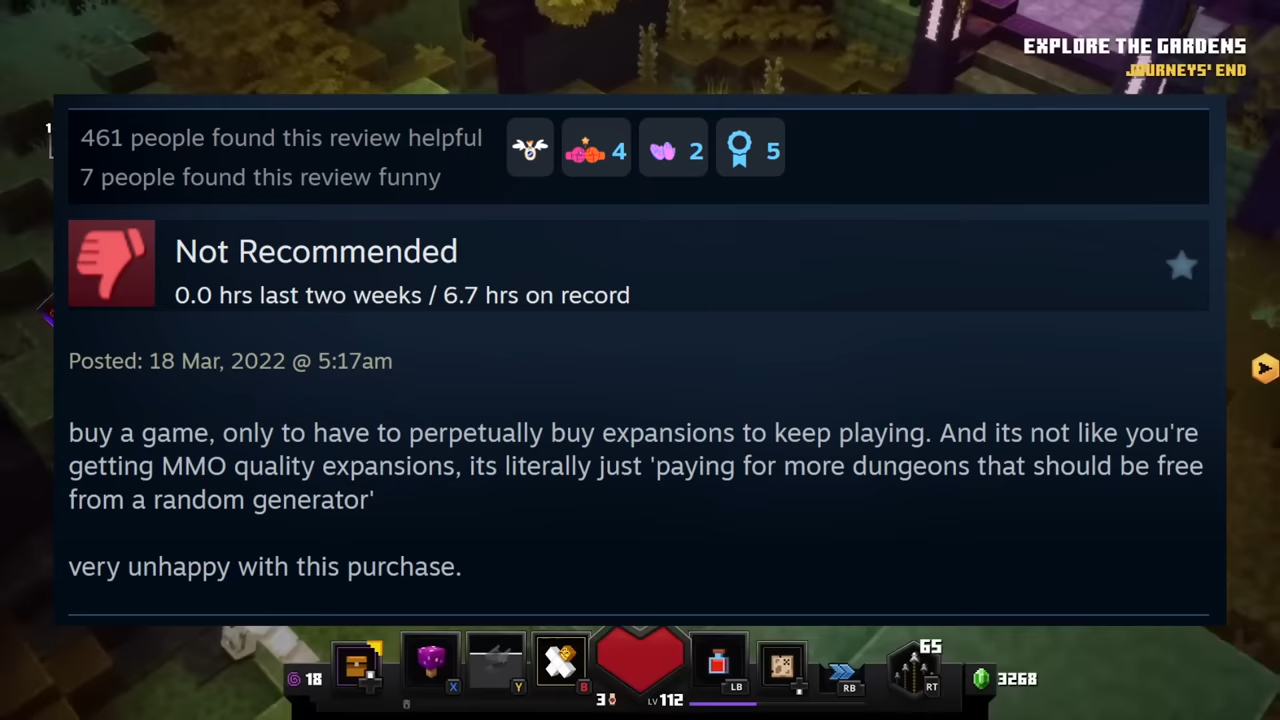 EXPLORE THE GARDENS
JOURNEYS' END
461 people found this review helpful
4
2
5
7 people found this review funny
Not Recommended
0.0 hrs last two weeks / 6.7 hrs on record
Posted: 18 Mar, 2022 @ 5:17am
buy a game, only to have to perpetually buy expansions to keep playing. And its not like you're
getting MMO quality expansions, its literally just 'paying for more dungeons that should be free
from a random generator'
very unhappy with this purchase.
18
X
Y
B
3
LV 112
LB
RB
65
RT
3268